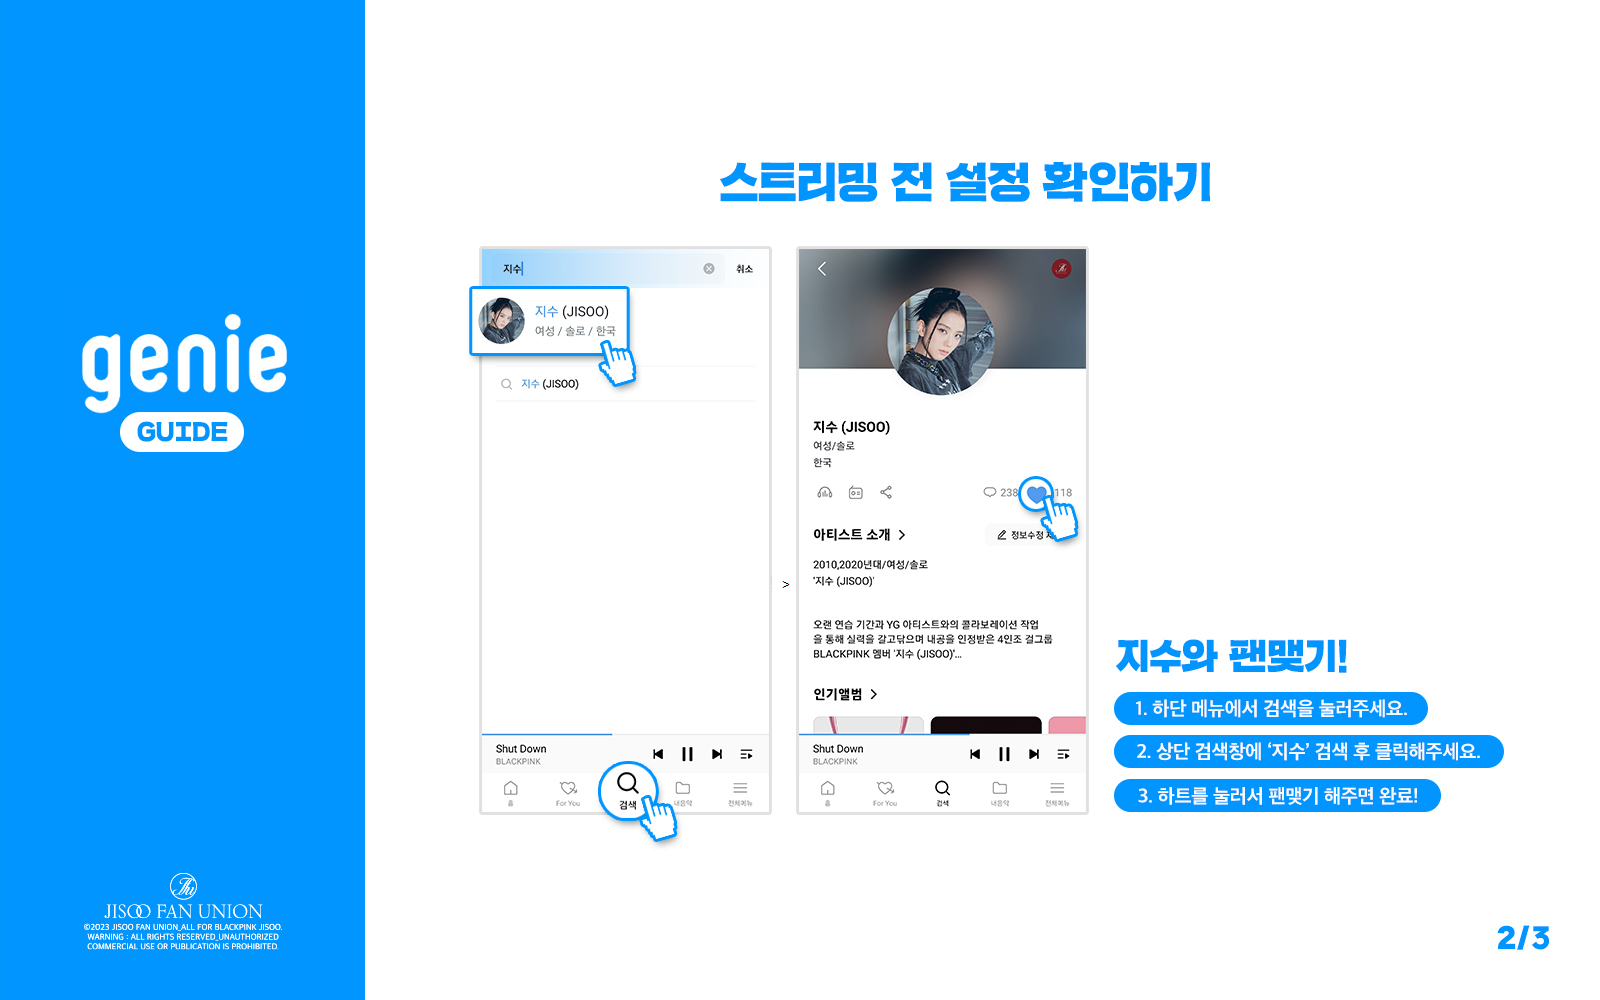 genie
GUIDE
JISOO FAN UNION
©2023 JISOO FAN UNION_ALL FOR BLACKPINK JISOO.
WARNING : ALL RIGHTS RESERVED_UNAUTHORIZED
COMMERCIAL USE OR PUBLICATION IS PROHIBITED.
스트리밍 전 설정 확인하기
지수
취소
지수 (JISOO)
여성 / 솔로 / 한국
지수 (JISOO)
Shut Down
BLACKPINK
홈
For You
검색
내음악
전체메뉴
>
지수 (JISOO)
여성/솔로
한국
238
118
아티스트 소개 >
정보수정
2010,2020년대/여성/솔로
'지수 (JISOO)'
오랜 연습 기간과 YG 아티스트와의 콜라보레이션 작업
을 통해 실력을 갈고닦으며 내공을 인정받은 4인조 걸그룹
BLACKPINK 멤버 '지수 (JISOO)'...
인기앨범 >
Shut Down
BLACKPINK
홈
For You
검색
내음악
전체메뉴
지수와 팬맺기!
1. 하단 메뉴에서 검색을 눌러주세요.
2. 상단 검색창에 ‘지수’ 검색 후 클릭해주세요.
3. 하트를 눌러서 팬맺기 해주면 완료!
2/3